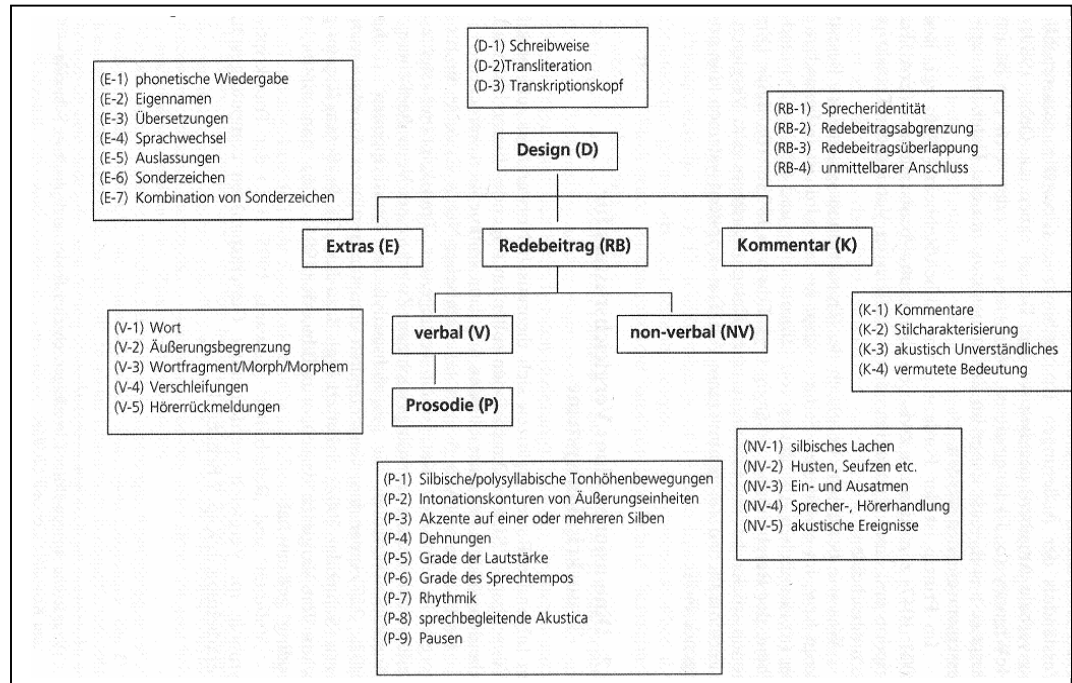 (D-1) Schreibweise
(D-2)Transliteration
(D-3) Transkriptionskopf
(E-1) phonetische Wiedergabe
(E-2) Eigennamen
(E-3) Übersetzungen
(E-4) Sprachwechsel
(E-5) Auslassungen
(E-6) Sonderzeichen
(E-7) Kombination von Sonderzeichen
(RB-1) Sprecheridentität
(RB-2) Redebeitragsabgrenzung
(RB-3) Redebeitragsüberlappung
(RB-4) unmittelbarer Anschluss
Design (D)
Extras (E)
Redebeitrag (RB)
Kommentar (K)
(V-1) Wort
(V-2) Äußerungsbegrenzung
(V-3) Wortfragment/Morph/Morphem
(V-4) Verschleifungen
(V-5) Hörerrückmeldungen
verbal (V)
non-verbal (NV)
(K-1) Kommentare
(K-2) Stilcharakterisierung
(K-3) akustisch Unverständliches
(K-4) vermutete Bedeutung
Prosodie (P)
(P-1) Silbische/polysyllabische Tonhöhenbewegungen
(P-2) Intonationskonturen von Äußerungseinheiten
(P-3) Akzente auf einer oder mehreren Silben
(P-4) Dehnungen
(P-5) Grade der Lautstärke
(P-6) Grade des Sprechtempos
(P-7) Rhythmik
(P-8) sprechbegleitende Akustica
(P-9) Pausen
(NV-1) silbisches Lachen
(NV-2) Husten, Seufzen etc.
(NV-3) Ein- und Ausatmen
(NV-4) Sprecher-, Hörerhandlung
(NV-5) akustische Ereignisse